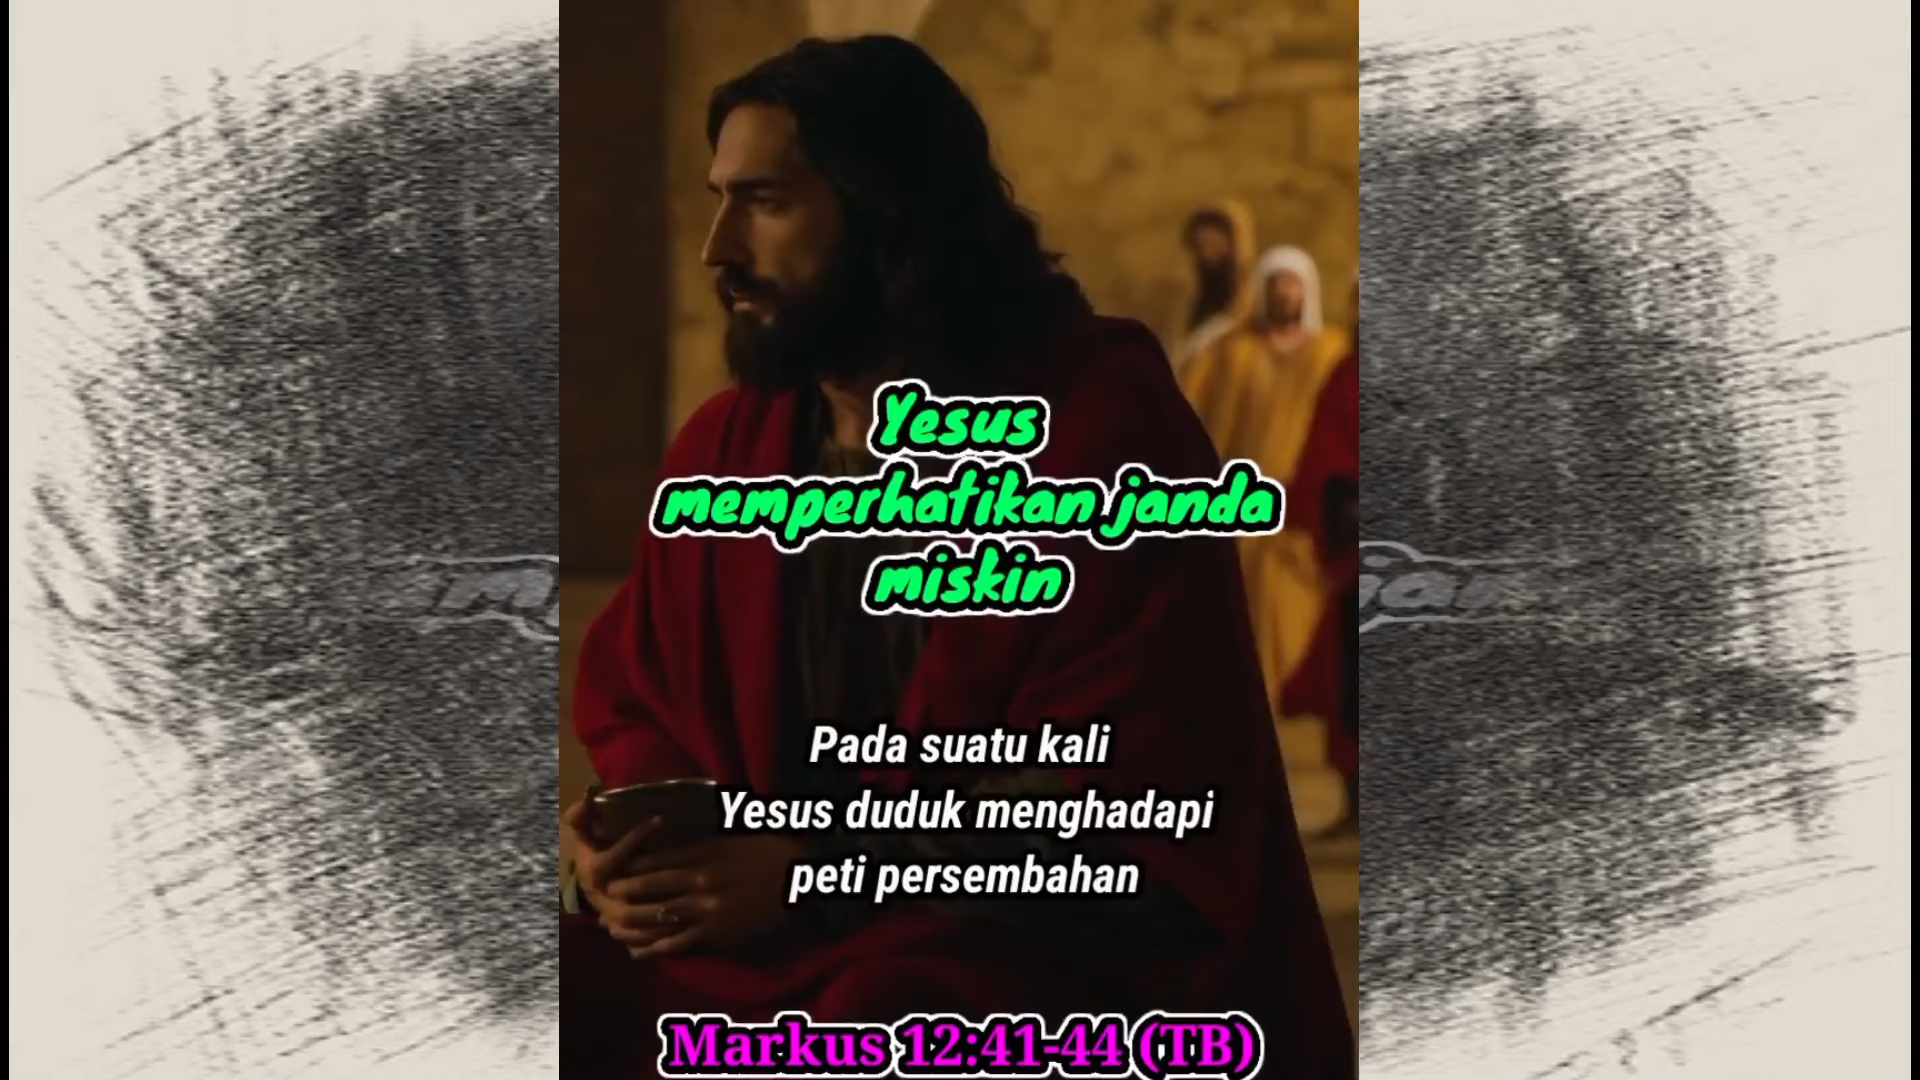 Yesus
memperhatikan janda
miskin
Pada suatu kali
Yesus duduk menghadapi
peti persembahan
Markus 12:41-44 (TB)